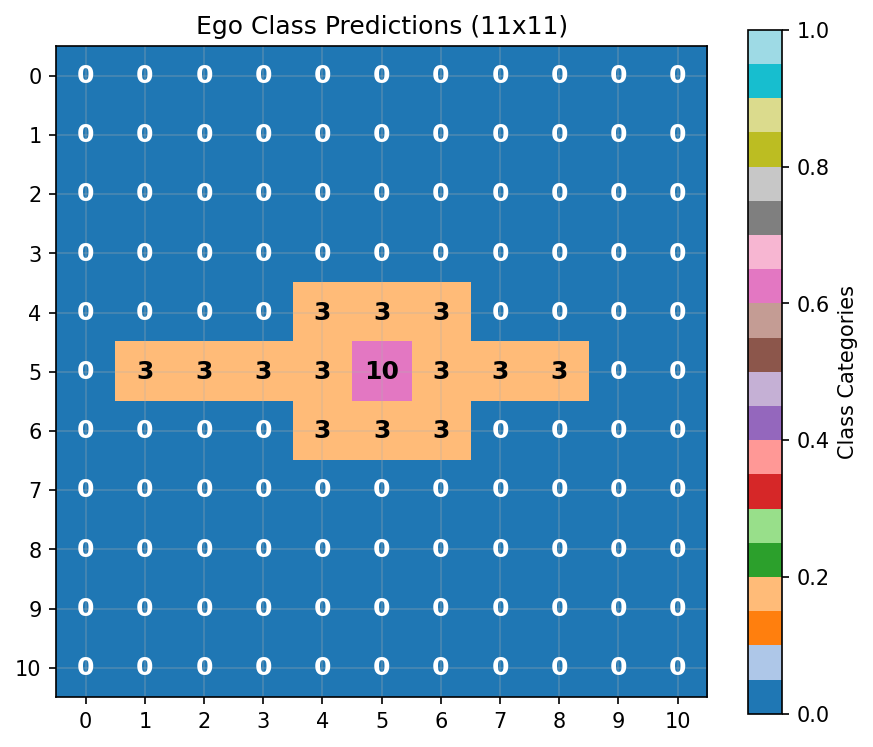 Ego Class Predictions (11x11)
0 0 0 0 0 0 0 0 0 0 0 0
1 0 0 0 0 0 0 0 0 0 0 0
2 0 0 0 0 0 0 0 0 0 0 0
3 0 0 0 0 0 0 0 0 0 0 0
4 0 0 0 0 3 3 3 0 0 0 0
5 0 3 3 3 3 10 3 3 3 0 0
6 0 0 0 0 3 3 3 0 0 0 0
7 0 0 0 0 0 0 0 0 0 0 0
8 0 0 0 0 0 0 0 0 0 0 0
9 0 0 0 0 0 0 0 0 0 0 0
10 0 0 0 0 0 0 0 0 0 0 0
0 1 2 3 4 5 6 7 8 9 10
1.0
0.8
0.6
0.4
0.2
0.0
Class Categories